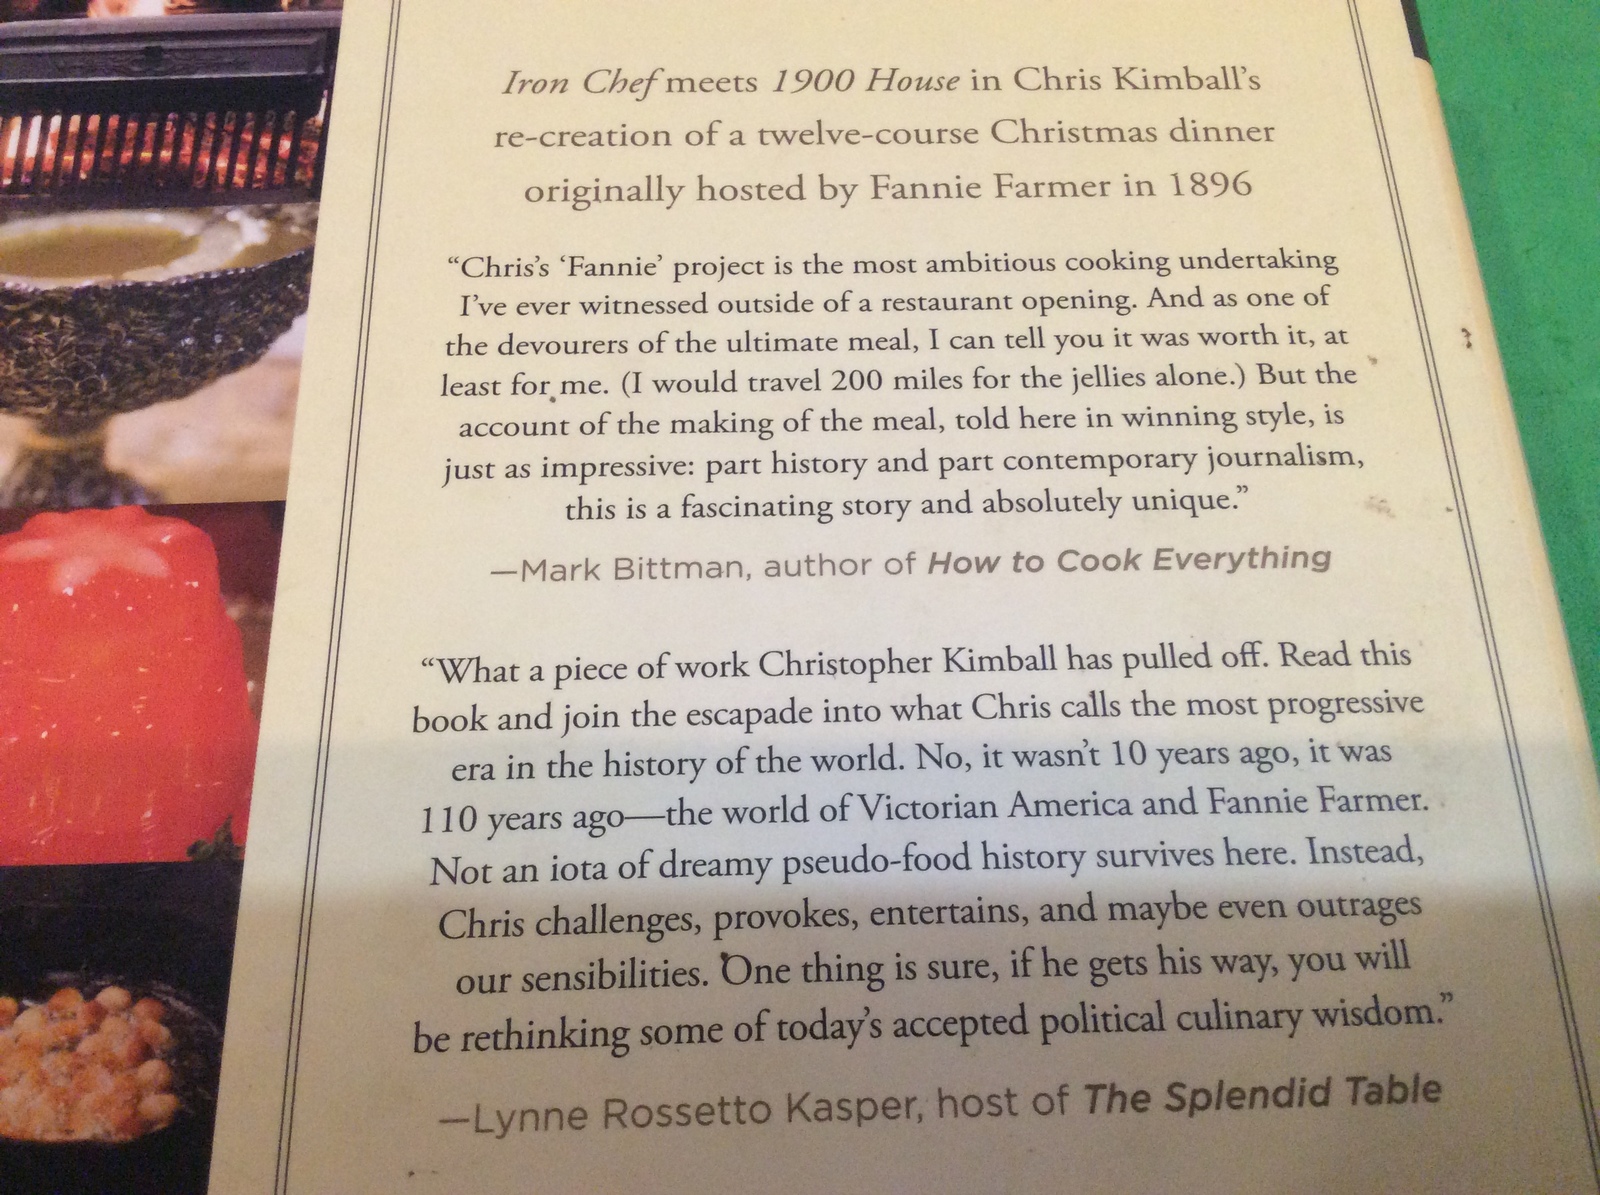 Iron Chef meets 1900 House in Chris Kimball's
re-creation of a twelve-course Christmas dinner
originally hosted by Fannie Farmer in 1896
“Chris's ‘Fannie’ project is the most ambitious cooking undertaking
I've ever witnessed outside of a restaurant opening. And as one of
the devourers of the ultimate meal, I can tell you it was worth it, at
least for me. (I would travel 200 miles for the jellies alone.) But the
account of the making of the meal, told here in winning style, is
just as impressive: part history and part contemporary journalism,
this is a fascinating story and absolutely unique.”
—Mark Bittman, author of How to Cook Everything
“What a piece of work Christopher Kimball has pulled off. Read this
book and join the escapade into what Chris calls the most progressive
era in the history of the world. No, it wasn't 10 years ago, it was
110 years ago—the world of Victorian America and Fannie Farmer.
Not an iota of dreamy pseudo-food history survives here. Instead,
Chris challenges, provokes, entertains, and maybe even outrages
our sensibilities. One thing is sure, if he gets his way, you will
be rethinking some of today's accepted political culinary wisdom.”
—Lynne Rossetto Kasper, host of The Splendid Table